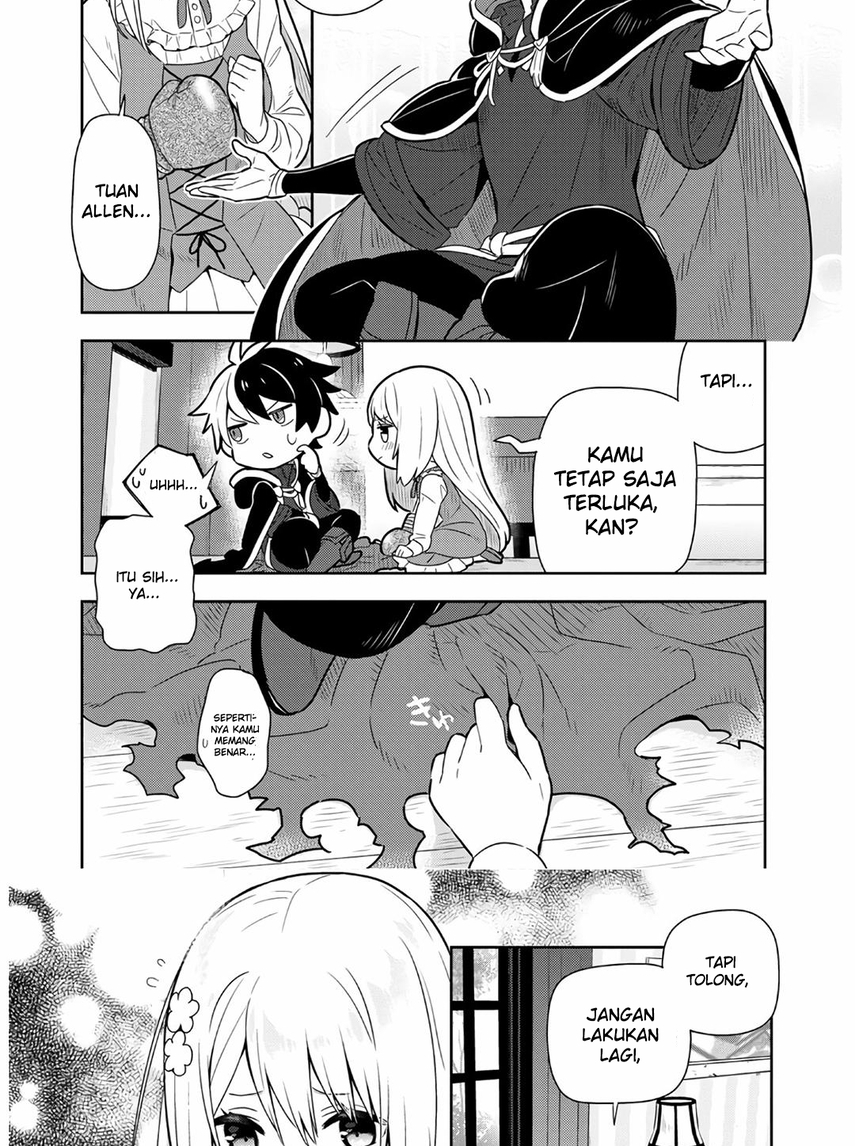 TUAN
ALLEN...
TAPI...
KAMU
TETAP SAJA
TERLUKA,
KAN?
UHHH...
ITU SIH...
YA...
SEPERTI-
NYA KAMU
MEMANG
BENAR...
ぎゅ
TAPI
TOLONG,
JANGAN
LAKUKAN
LAGI,